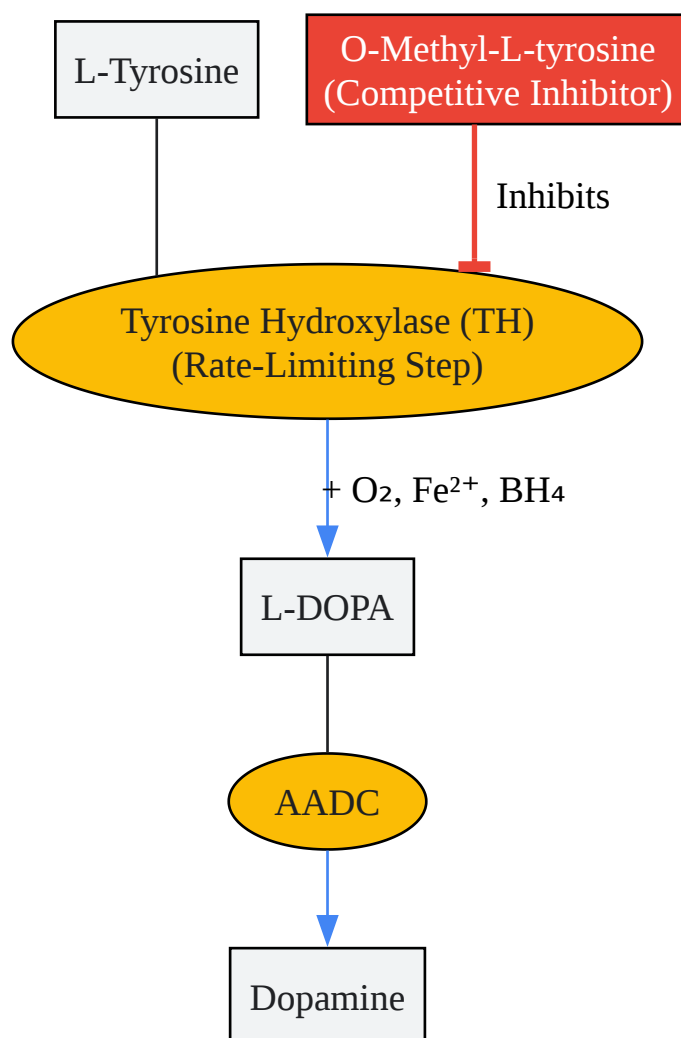 L-Tyrosine
O-Methyl-L-tyrosine
(Competitive Inhibitor)
Inhibits
Tyrosine Hydroxylase (TH)
(Rate-Limiting Step)
+ O₂, Fe²⁺, BH₄
L-DOPA
AADC
Dopamine